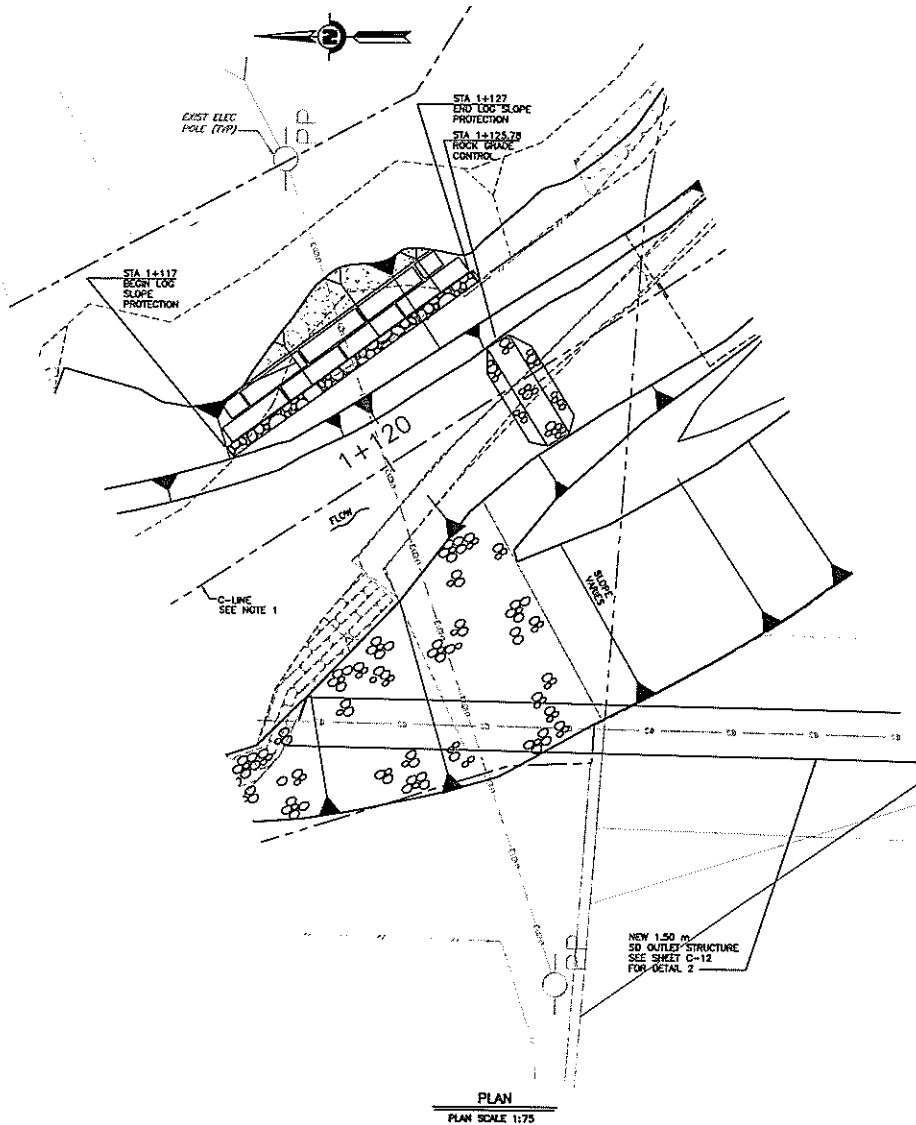 N
EXIST ELEC
POLE (TYP)
PP
STA 1+127
END LOG SLOPE
PROTECTION
STA 1+125.78
ROCK GRADE
CONTROL
STA 1+117
BEGIN LOG
SLOPE
PROTECTION
1+120
FLOW
C-LINE
SEE NOTE 1
SLOPE
VARIES
NEW 1.50 m
SD OUTLET STRUCTURE
SEE SHEET C-12
FOR DETAIL 2
PP
PLAN
PLAN SCALE 1:75